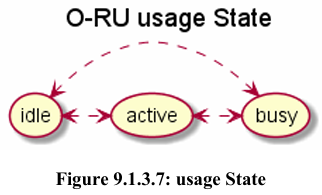 O-RU usage State
idle
active
busy
Figure 9.1.3.7: usage State